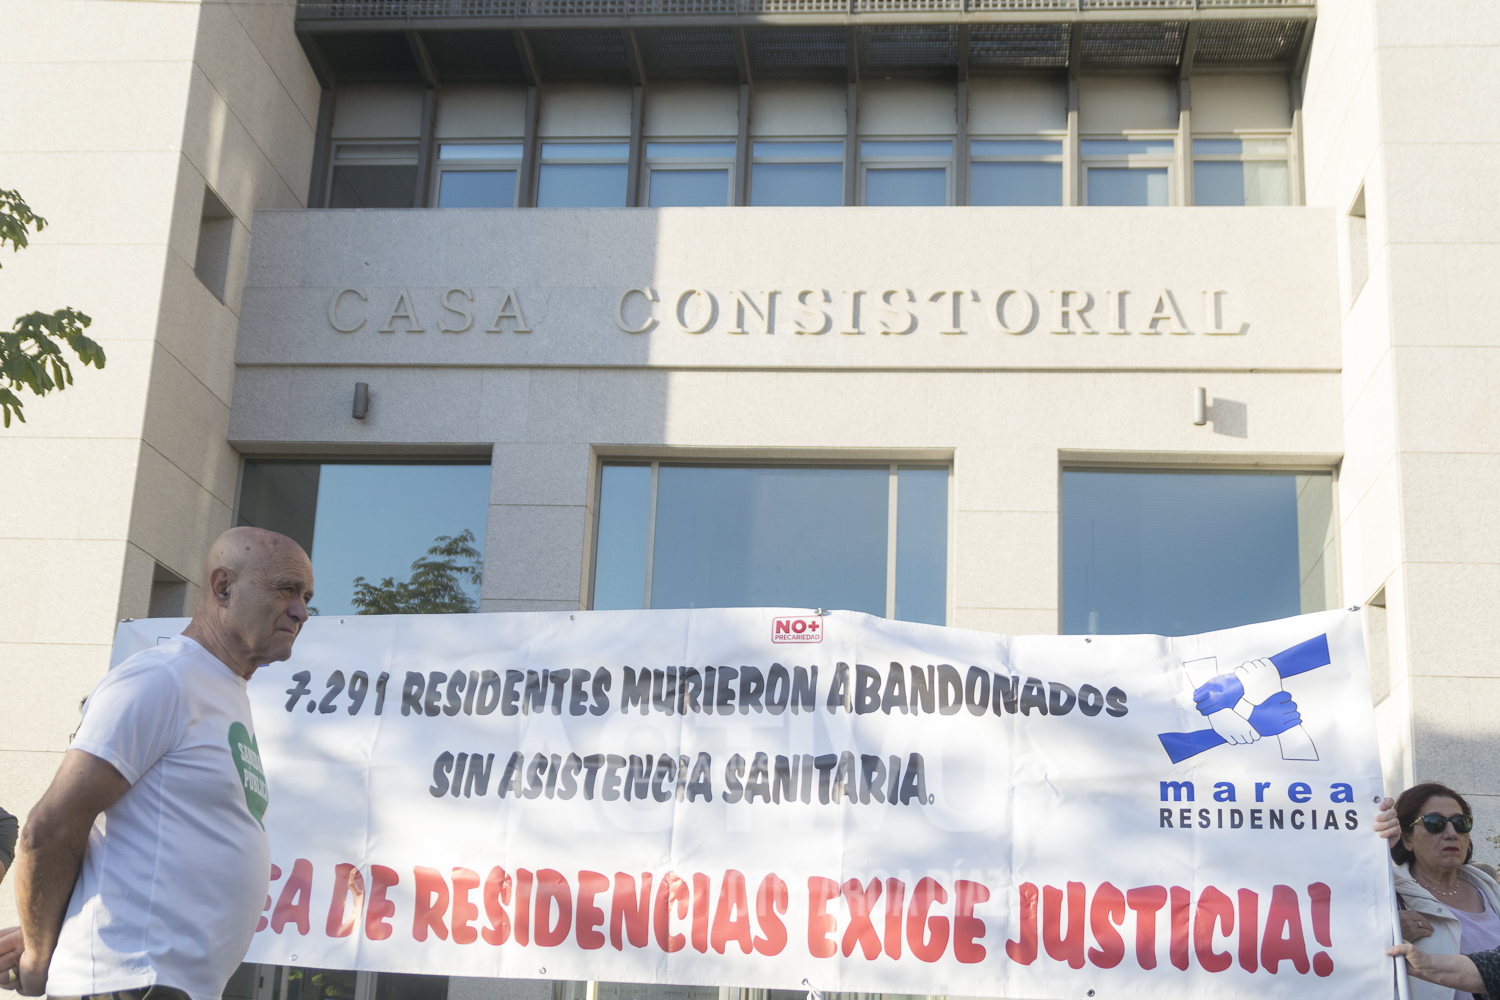 CASA CONSISTORIAL
NO+
PRECARIEDAD
7.291 RESIDENTES MURIERON ABANDONADOS
SIN ASISTENCIA SANITARIA.
marea
RESIDENCIAS
EA DE RESIDENCIAS EXIGE JUSTICIA!
ACTIVO